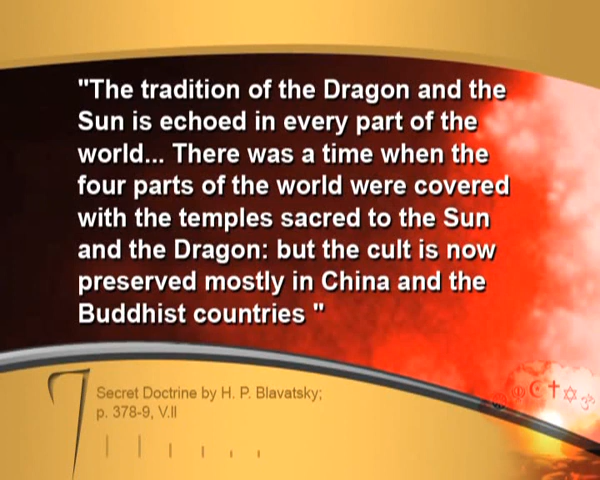 "The tradition of the Dragon and the
Sun is echoed in every part of the
world... There was a time when the
four parts of the world were covered
with the temples sacred to the Sun
and the Dragon: but the cult is now
preserved mostly in China and the
Buddhist countries "
Secret Doctrine by H. P. Blavatsky;
p. 378-9, V.II